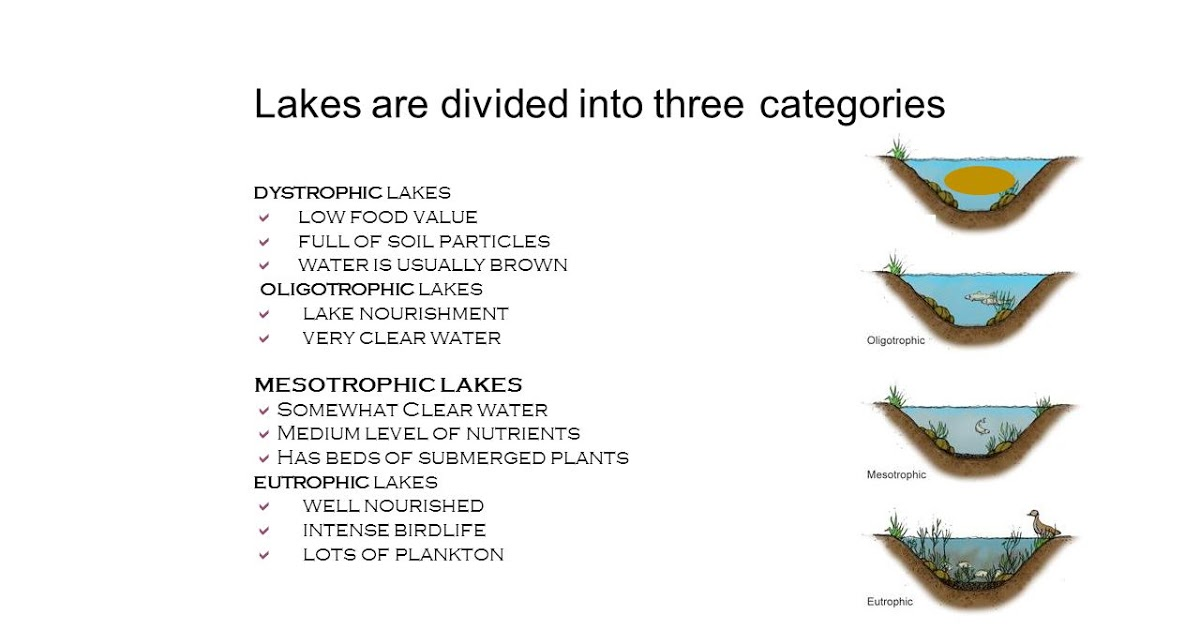 Lakes are divided into three categories
DYSTROPHIC LAKES
LOW FOOD VALUE
FULL OF SOIL PARTICLES
WATER IS USUALLY BROWN
OLIGOTROPHIC LAKES
LAKE NOURISHMENT
VERY CLEAR WATER
MESOTROPHIC LAKES
SOMEWHAT CLEAR WATER
MEDIUM LEVEL OF NUTRIENTS
HAS BEDS OF SUBMERGED PLANTS
EUTROPHIC LAKES
WELL NOURISHED
INTENSE BIRDLIFE
LOTS OF PLANKTON
Oligotrophic
Mesotrophic
Eutrophic